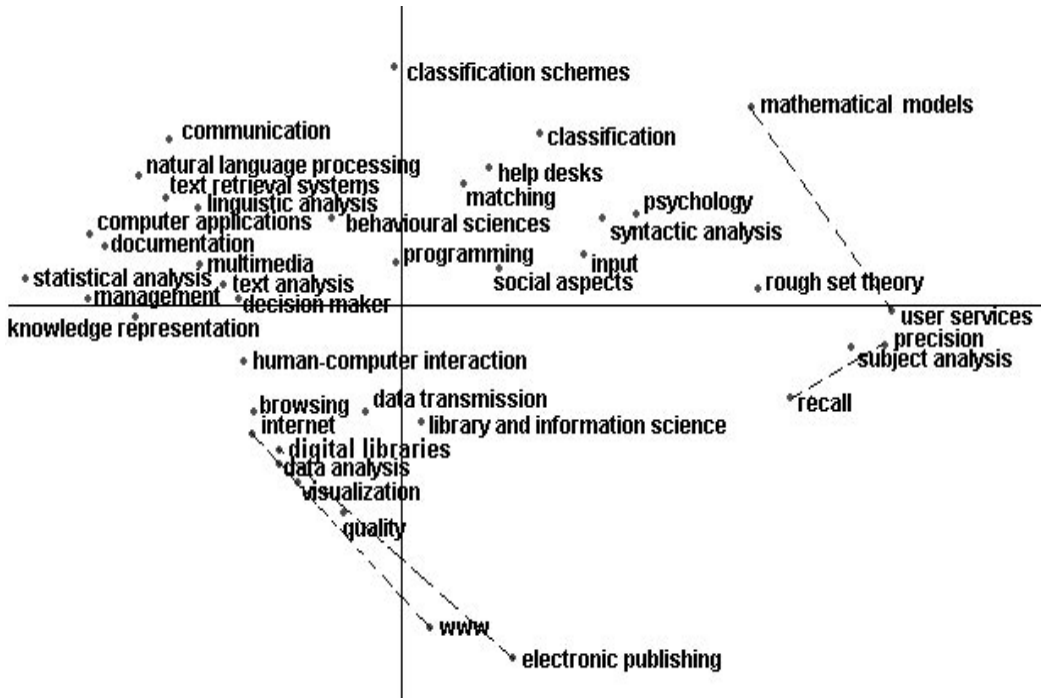 classification schemes
mathematical models
communication
classification
natural language processing
help desks
text retrieval systems
matching
linguistic analysis
psychology
computer applications
behavioural sciences
syntactic analysis
documentation
programming
input
multimedia
social aspects
statistical analysis
text analysis
rough set theory
management
decision maker
user services
knowledge representation
precision
subject analysis
human-computer interaction
data transmission
recall
browsing
internet
library and information science
digital libraries
data analysis
visualization
quality
www
electronic publishing